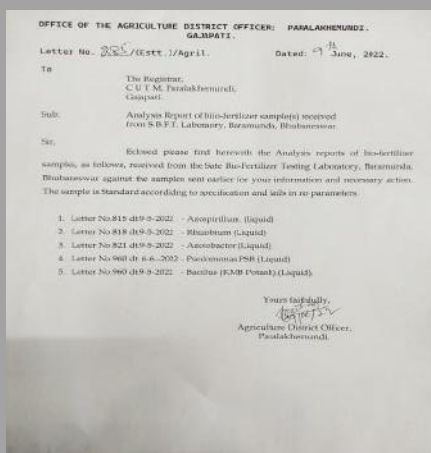 OFFICE OF THE AGRICULTURE DISTRICT OFFICER: PARALAKHEMUNDI.
GAJAPATI.
Letter No. 285/(Estt.)/Agril. Dated: 9th June, 2022.
To
The Registrar,
C U T M, Paralakhemundi,
Gajapati.
Sub: Analysis Report of bio-fertilizer sample(s) received
from S.B.F.T. Laboratory, Baramunda, Bhubaneswar.
Sir,
Eclosed please find herewith the Analysis reports of bio-fertilizer
samples, as follows, received from the Sate Bio-Fertilizer Testing Laboratory, Baramunda,
Bhubaneswar against the samples sent earlier for your information and necessary action.
The sample is Standard according to specification and fails in no parameters.
1. Letter No.815 dt.9-5-2022 - Azospirillum. (Liquid)
2. Letter No.818 dt.9-5-2022 - Rhizobium (Liquid)
3. Letter No 821 dt.9-5-2022 - Azotobactor (Liquid)
4. Letter No.960 dt. 6-6--2022 - Psedomonas PSB (Liquid)
5. Letter No.960 dt.9-5-2022 - Bacillus (KMB Potash) (Liquid).
Yours faithfully,
Agriculture District Officer,
Paralakhemundi.